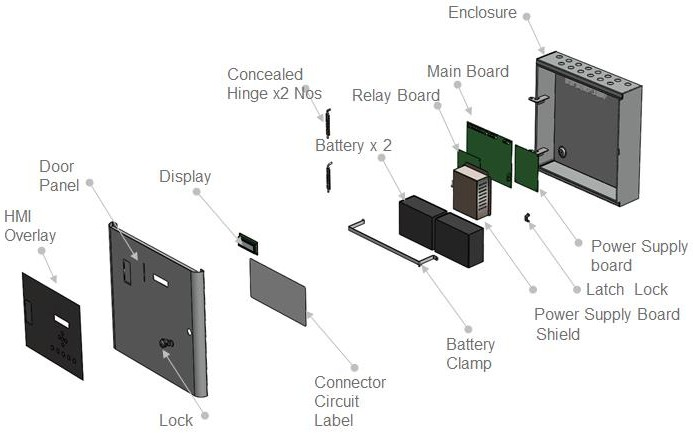 Enclosure
Concealed
Hinge x2 Nos
Main Board
Relay Board
Battery x 2
Door
Panel
Display
HMI
Overlay
Power Supply
board
Latch Lock
Power Supply Board
Shield
Battery
Clamp
Connector
Circuit
Label
Lock